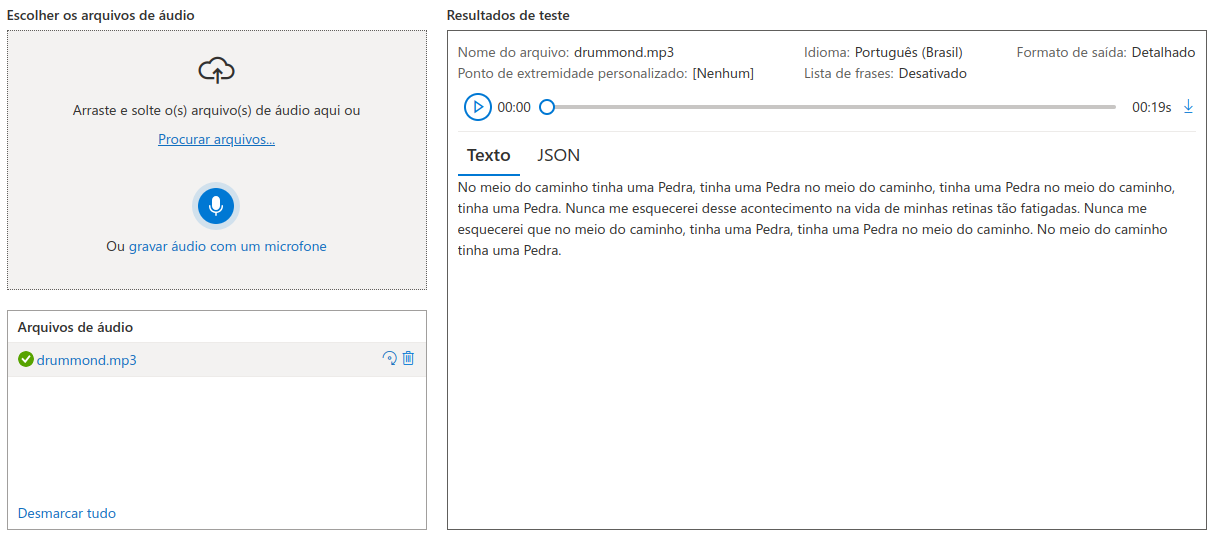 Escolher os arquivos de áudio
Arraste e solte o(s) arquivo(s) de áudio aqui ou
Procurar arquivos...
Ou gravar áudio com um microfone
Arquivos de áudio
drummond.mp3
Desmarcar tudo
Resultados de teste
Nome do arquivo: drummond.mp3 Idioma: Português (Brasil) Formato de saída: Detalhado
Ponto de extremidade personalizado: [Nenhum] Lista de frases: Desativado
00:00 00:19s
Texto JSON
No meio do caminho tinha uma Pedra, tinha uma Pedra no meio do caminho, tinha uma Pedra no meio do caminho,
tinha uma Pedra. Nunca me esquecerei desse acontecimento na vida de minhas retinas tão fatigadas. Nunca me
esquecerei que no meio do caminho, tinha uma Pedra, tinha uma Pedra no meio do caminho. No meio do caminho
tinha uma Pedra.